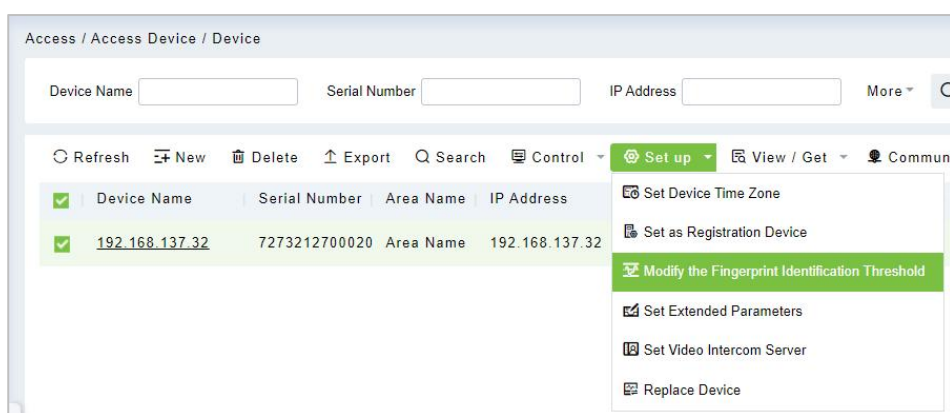 Access / Access Device / Device
Device Name Serial Number IP Address More
Refresh New Delete Export Search Control Set up View / Get Commun
Device Name Serial Number Area Name IP Address
192.168.137.32 7273212700020 Area Name 192.168.137.32
Set Device Time Zone
Set as Registration Device
Modify the Fingerprint Identification Threshold
Set Extended Parameters
Set Video Intercom Server
Replace Device